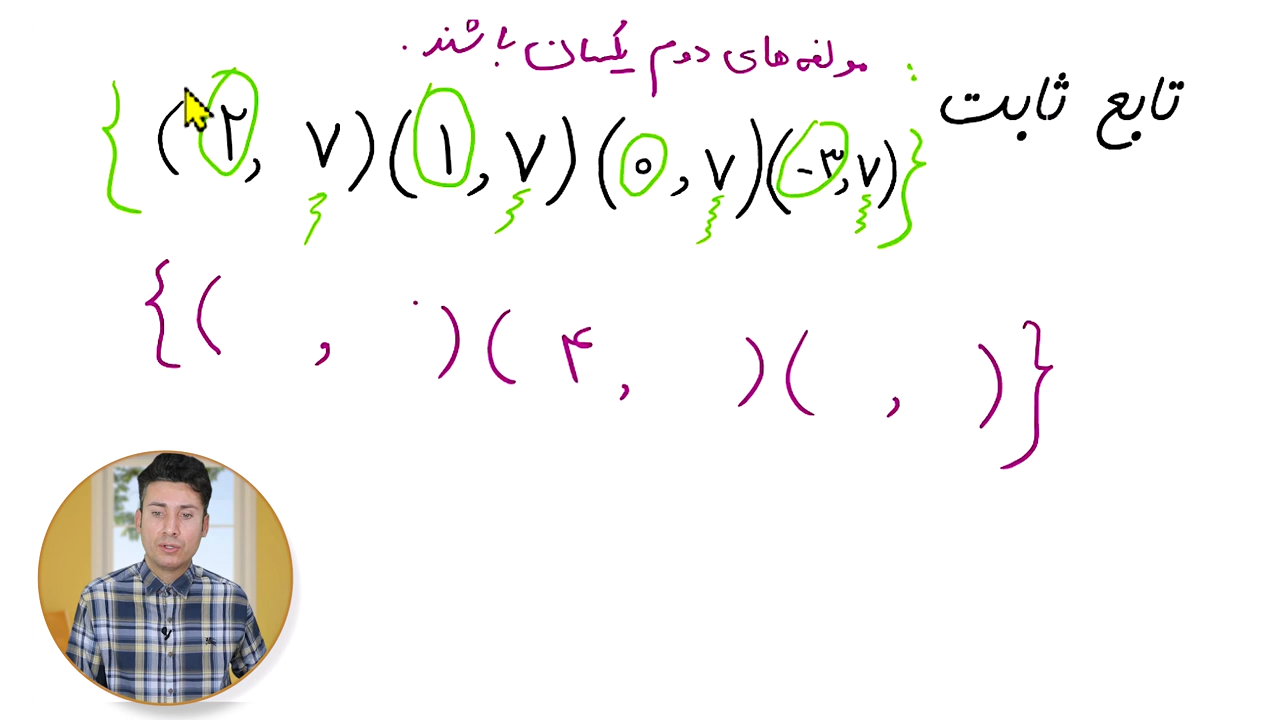 تابع ثابت : مولفه های دوم یکسان باشند.
{(۲, ۷)(۱, ۷)(۰, ۷)(-۳, ۷)}
{( , )(۴, )( , )}